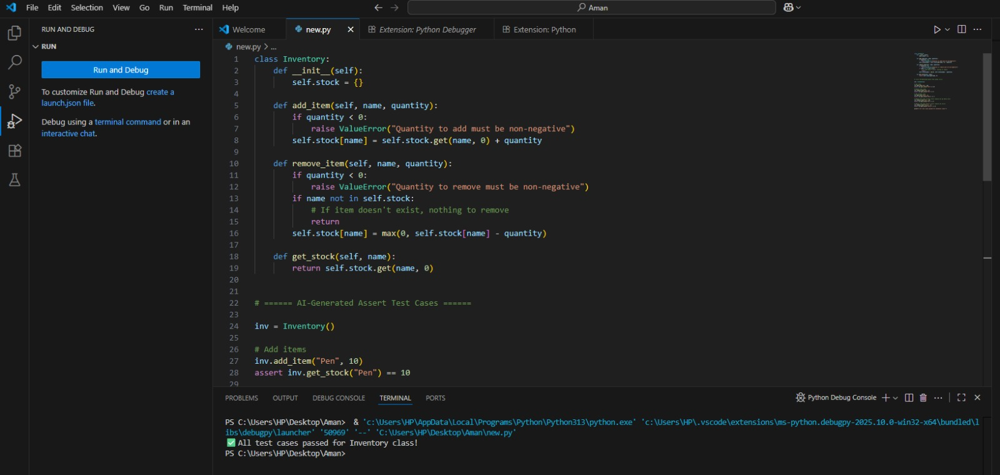 File Edit Selection View Go Run Terminal Help
Aman
RUN AND DEBUG
RUN
Run and Debug
To customize Run and Debug create a
launch.json file.
Debug using a terminal command or in an
interactive chat.
Welcome
new.py
Extension: Python Debugger
Extension: Python
new.py > ...
1 class Inventory:
2     def __init__(self):
3         self.stock = {}
4
5     def add_item(self, name, quantity):
6         if quantity < 0:
7             raise ValueError("Quantity to add must be non-negative")
8         self.stock[name] = self.stock.get(name, 0) + quantity
9
10     def remove_item(self, name, quantity):
11         if quantity < 0:
12             raise ValueError("Quantity to remove must be non-negative")
13         if name not in self.stock:
14             # If item doesn't exist, nothing to remove
15             return
16         self.stock[name] = max(0, self.stock[name] - quantity)
17
18     def get_stock(self, name):
19         return self.stock.get(name, 0)
20
21
22 # ====== AI-Generated Assert Test Cases ======
23
24 inv = Inventory()
25
26 # Add items
27 inv.add_item("Pen", 10)
28 assert inv.get_stock("Pen") == 10
29
PROBLEMS OUTPUT DEBUG CONSOLE TERMINAL PORTS
Python Debug Console
PS C:\Users\HP\Desktop\Aman>  & 'c:\Users\HP\AppData\Local\Programs\Python\Python313\python.exe' 'c:\Users\HP\.vscode\extensions\ms-python.debugpy-2025.10.0-win32-x64\bundled\l
ibs\debugpy\launcher' '50969' '--' 'C:\Users\HP\Desktop\Aman\new.py'
✅ All test cases passed for Inventory class!
PS C:\Users\HP\Desktop\Aman>